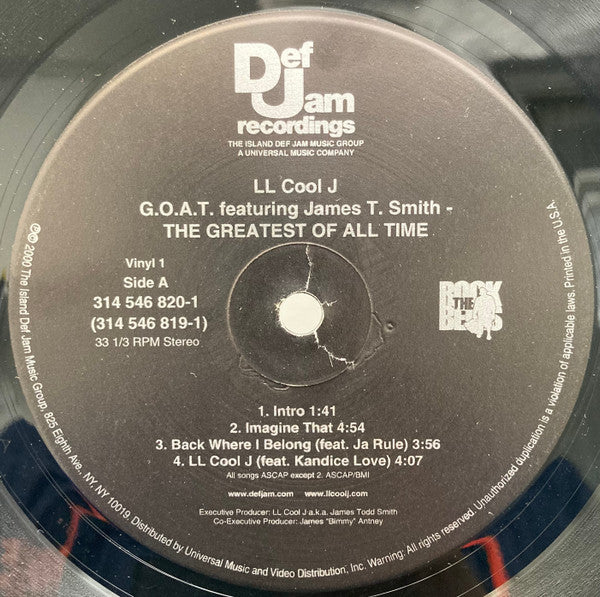 Def
Jam
recordings
THE ISLAND DEF JAM MUSIC GROUP
A UNIVERSAL MUSIC COMPANY
LL Cool J
G.O.A.T. featuring James T. Smith -
THE GREATEST OF ALL TIME
Vinyl 1
Side A
314 546 820-1
(314 546 819-1)
33 1/3 RPM Stereo
ROCK
THE
BELLS
1. Intro 1:41
2. Imagine That 4:54
3. Back Where I Belong (feat. Ja Rule) 3:56
4. LL Cool J (feat. Kandice Love) 4:07
All songs ASCAP except 2. ASCAP/BMI
www.defjam.com www.llcoolj.com
Executive Producer: LL Cool J a.k.a. James Todd Smith
Co-Executive Producer: James "Bimmy" Antney
℗© 2000 The Island Def Jam Music Group, 825 Eighth Ave., NY, NY 10019. Distributed by Universal Music and Video Distribution, Inc. Warning: All rights reserved. Unauthorized duplication is a violation of applicable laws. Printed in the U.S.A.